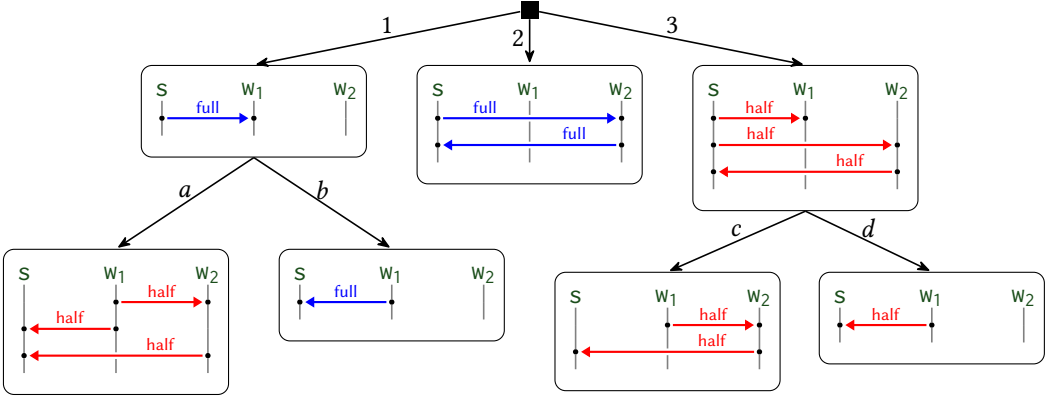 1
2
3
S W₁ W₂
full
S W₁ W₂
full
full
S W₁ W₂
half
half
half
a
b
c
d
S W₁ W₂
half
half
half
S W₁ W₂
full
S W₁ W₂
half
half
S W₁ W₂
half